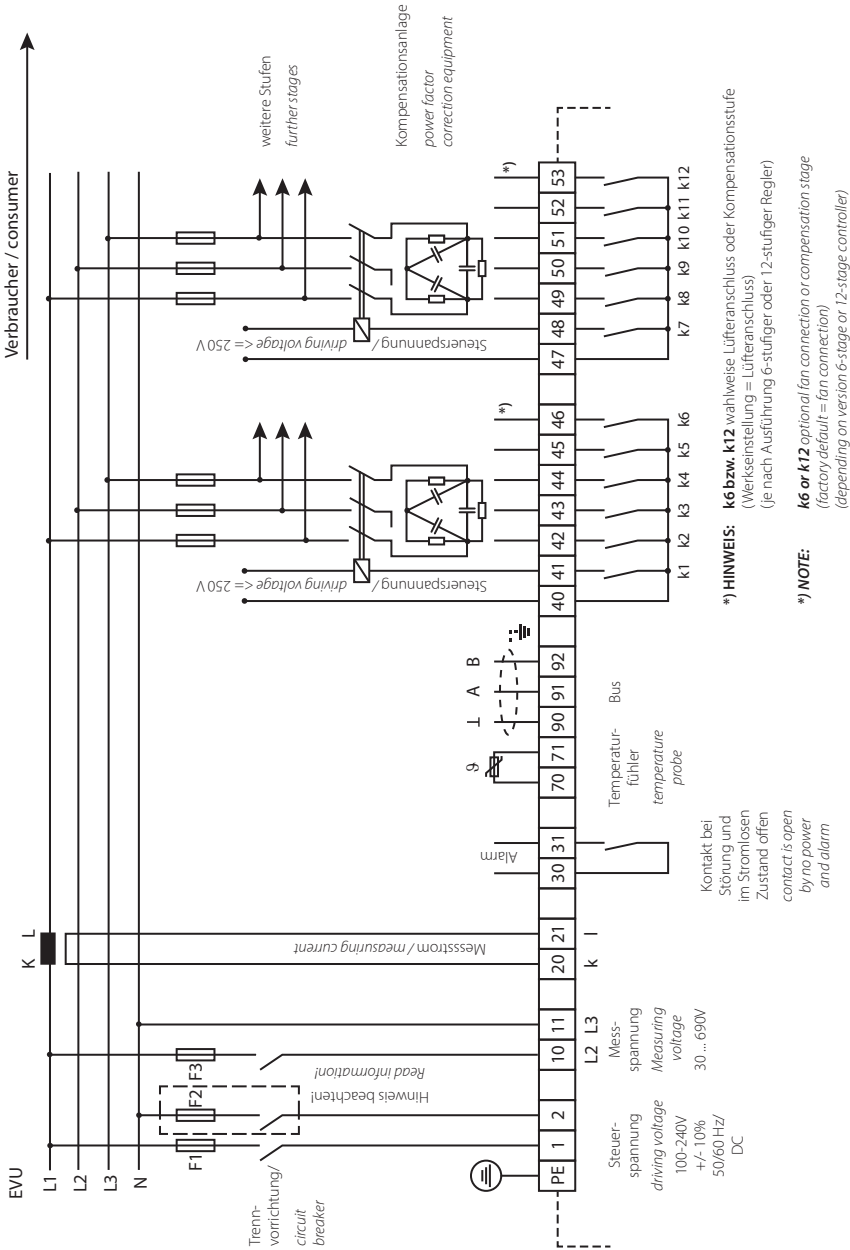 Verbraucher / consumer
EVU
L1
L2
L3
N
K L
weitere Stufen
further stages
Kompensationsanlage
power factor
correction equipment
Trenn-
vorrichtung/
circuit
breaker
F1
F2
F3
Hinweis beachten!
Read information!
Messstrom / measuring current
Alarm
ϑ
⊥ A B
Steuerspannung /
driving voltage <= 250 V
Steuerspannung /
driving voltage <= 250 V
*)
*)
PE 1 2 10 11 20 21 30 31 70 71 90 91 92 40 41 42 43 44 45 46 47 48 49 50 51 52 53
L2 L3
k l
k1 k2 k3 k4 k5 k6
k7 k8 k9 k10 k11 k12
Steuer-
spannung
driving voltage
100-240V
+/- 10%
50/60 Hz/
DC
Mess-
spannung
Measuring
voltage
30 ... 690V
Kontakt bei
Störung und
im Stromlosen
Zustand offen
contact is open
by no power
and alarm
Temperatur-
fühler
temperature
probe
Bus
*) HINWEIS: k6 bzw. k12 wahlweise Lüfteranschluss oder Kompensationsstufe
(Werkseinstellung = Lüfteranschluss)
(je nach Ausführung 6-stufiger oder 12-stufiger Regler)
*) NOTE: k6 or k12 optional fan connection or compensation stage
(factory default = fan connection)
(depending on version 6-stage or 12-stage controller)